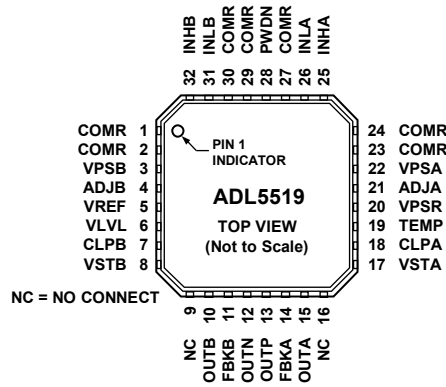 INHB
INLB
COMR
COMR
PWDN
COMR
INLA
INHA
32
31
30
29
28
27
26
25
COMR 1
COMR 2
VPSB 3
ADJB 4
VREF 5
VLVL 6
CLPB 7
VSTB 8
PIN 1
INDICATOR
ADL5519
TOP VIEW
(Not to Scale)
24 COMR
23 COMR
22 VPSA
21 ADJA
20 VPSR
19 TEMP
18 CLPA
17 VSTA
NC = NO CONNECT
9
10
11
12
13
14
15
16
NC
OUTB
FBKB
OUTN
OUTP
FBKA
OUTA
NC